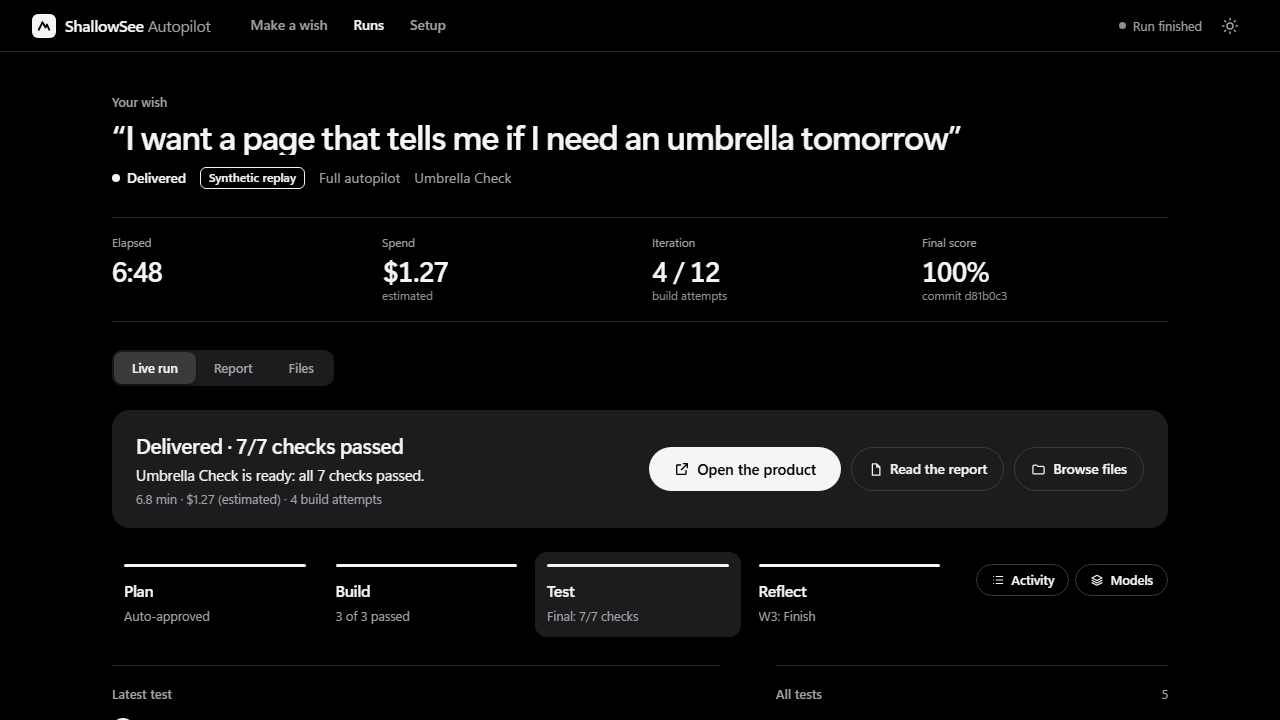 ShallowSee Autopilot
Make a wish
Runs
Setup
Run finished
Your wish
“I want a page that tells me if I need an umbrella tomorrow”
Delivered
Synthetic replay
Full autopilot
Umbrella Check
Elapsed
6:48
Spend
$1.27
estimated
Iteration
4 / 12
build attempts
Final score
100%
commit d81b0c3
Live run
Report
Files
Delivered · 7/7 checks passed
Umbrella Check is ready: all 7 checks passed.
6.8 min · $1.27 (estimated) · 4 build attempts
Open the product
Read the report
Browse files
Plan
Auto-approved
Build
3 of 3 passed
Test
Final: 7/7 checks
Reflect
W3: Finish
Activity
Models
Latest test
All tests
5